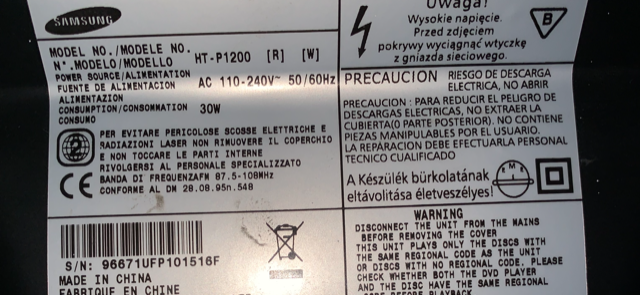 SAMSUNG
MODEL NO./MODELE NO.
N°.MODELO/MODELLO HT-P1200 [R] [W]
POWER SOURCE/ALIMENTATION
FUENTE DE ALIMENTACION AC 110-240V~ 50/60Hz
ALIMENTAZION
CONSUMPTION/CONSOMMATION 30W
CONSUMO
PER EVITARE PERICOLOSE SCOSSE ELETTRICHE E
RADIAZIONI LASER NON RIMUOVERE IL COPERCHIO
E NON TOCCARE LE PARTI INTERNE
RIVOLGERSI AL PERSONALE SPECIALIZZATO
BANDA DI FREQUENZAFM 87.5-108MHz
CONFORME AL DM 28.08.95n.548
CE
S/N: 96671UFP101516F
MADE IN CHINA
FABRIQUE EN CHINE
Uwaga!
Wysokie napięcie.
Przed zdjęciem
pokrywy wyciągnąć wtyczkę
z gniazda sieciowego.
B
PRECAUCION RIESGO DE DESCARGA
ELECTRICA, NO ABRIR
PRECAUCION : PARA REDUCIR EL PELIGRO DE
DESCARGAS ELECTRICAS, NO EXTRAER LA
CUBIERTA(O PARTE POSTERIOR). NO CONTIENE
PIEZAS MANIPULABLES POR EL USUARIO.
LA REPARACION DEBE EFECTUARLA PERSONAL
TECNICO CUALIFICADO
A Készülék búrkolatának
eltávolítása életveszélyes!
WARNING
DISCONNECT THE UNIT FROM THE MAINS
BEFORE REMOVING THE COVER
THIS UNIT PLAYS ONLY THE DISCS WITH
THE SAME REGIONAL CODE AS THE UNIT
OR DISCS WITH NO REGIONAL CODE. PLEASE
CHECK WHETHER BOTH THE DVD PLAYER
AND THE DISC HAVE THE SAME REGIONAL
CODE BEFORE PLAYBACK